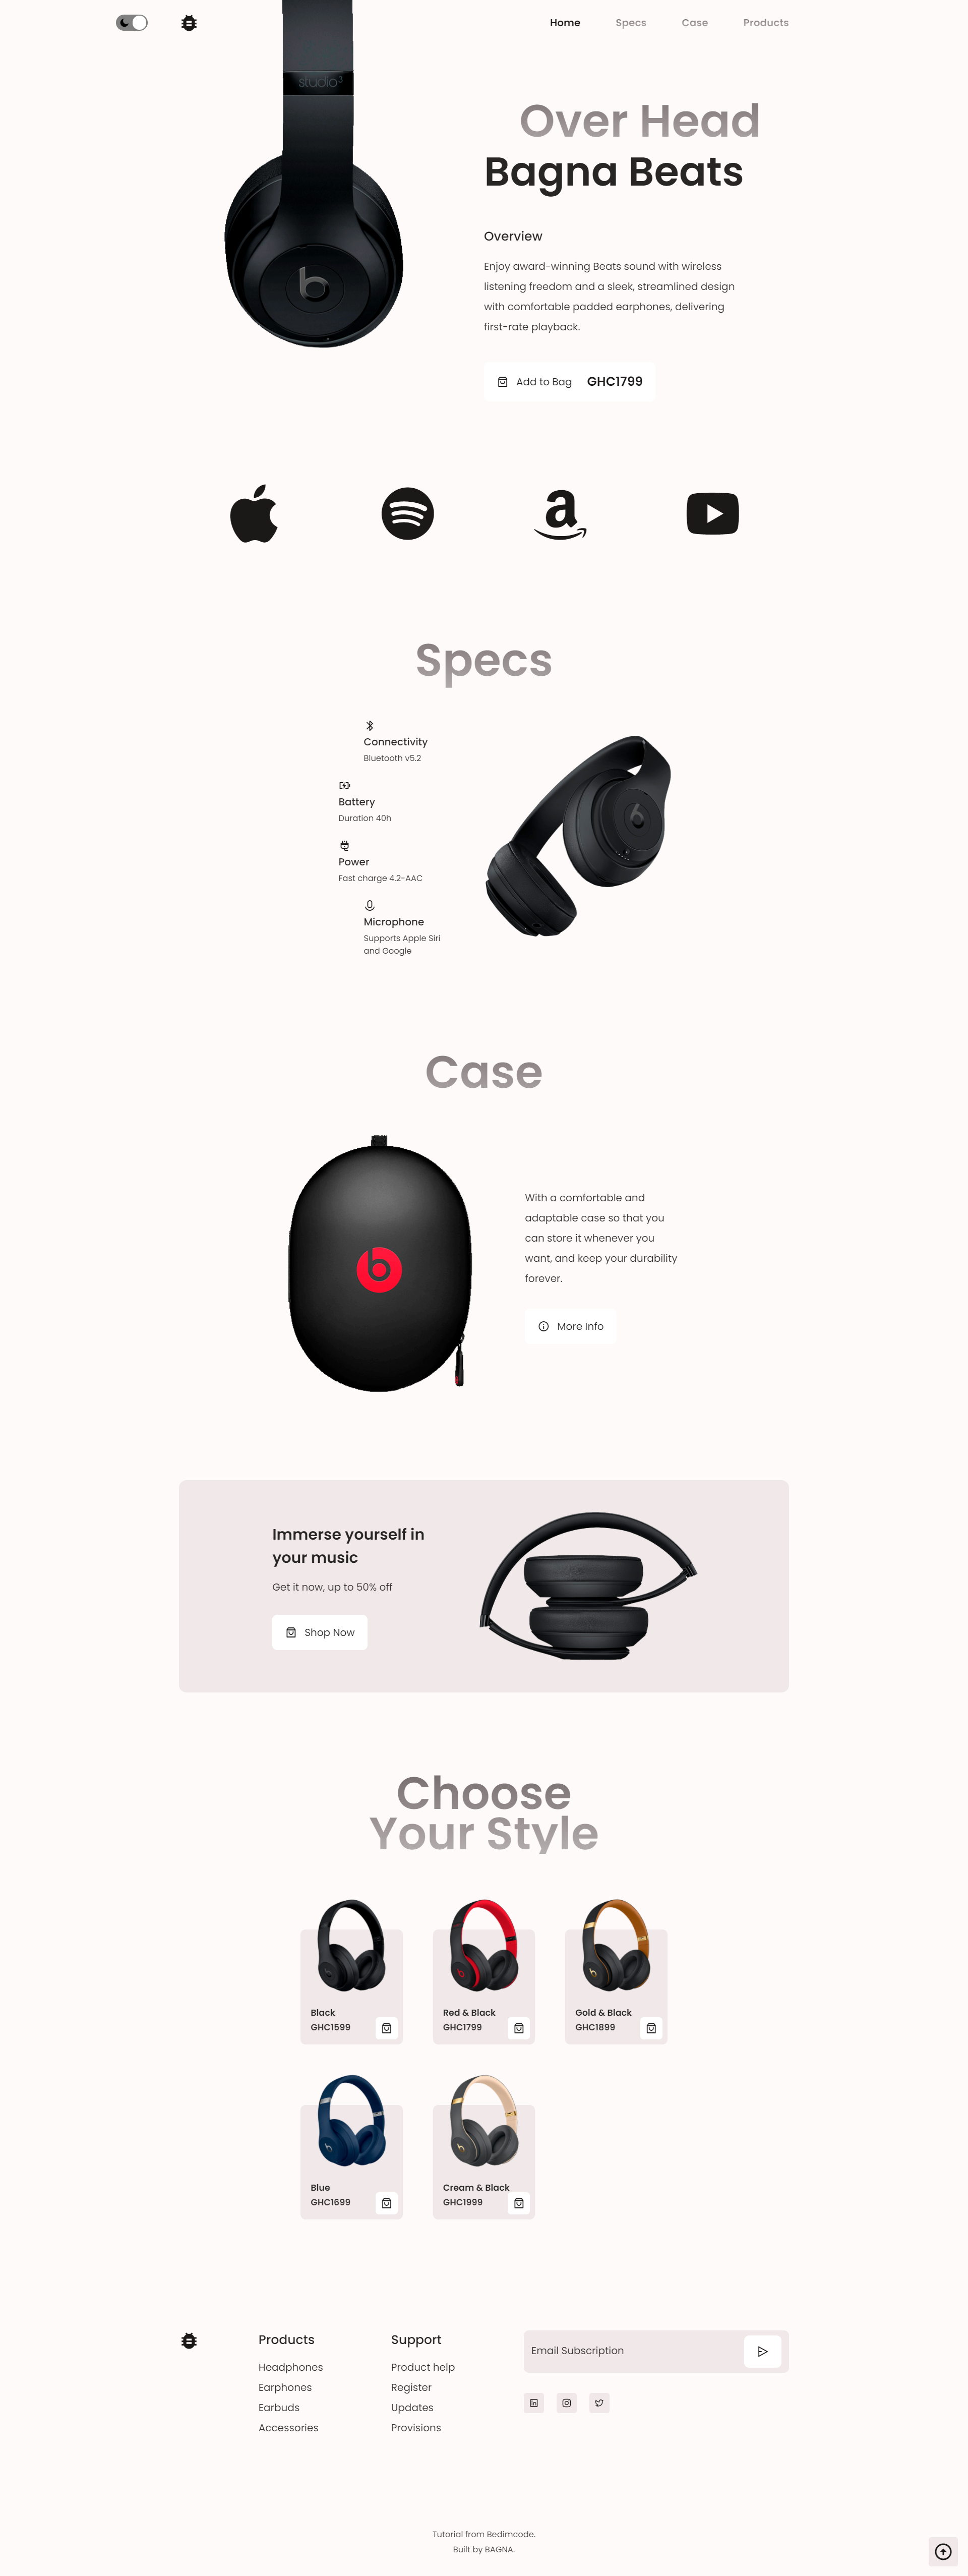 Home Specs Case Products
studio³
Over Head
Bagna Beats
Overview
Enjoy award-winning Beats sound with wireless
listening freedom and a sleek, streamlined design
with comfortable padded earphones, delivering
first-rate playback.
Add to Bag GHC1799
Specs
Connectivity
Bluetooth v5.2
Battery
Duration 40h
Power
Fast charge 4.2-AAC
Microphone
Supports Apple Siri
and Google
Case
With a comfortable and
adaptable case so that you
can store it whenever you
want, and keep your durability
forever.
More Info
Immerse yourself in
your music
Get it now, up to 50% off
Shop Now
Choose
Your Style
Black
GHC1599
Red & Black
GHC1799
Gold & Black
GHC1899
Blue
GHC1699
Cream & Black
GHC1999
Products
Headphones
Earphones
Earbuds
Accessories
Support
Product help
Register
Updates
Provisions
Email Subscription
Tutorial from Bedimcode.
Built by BAGNA.